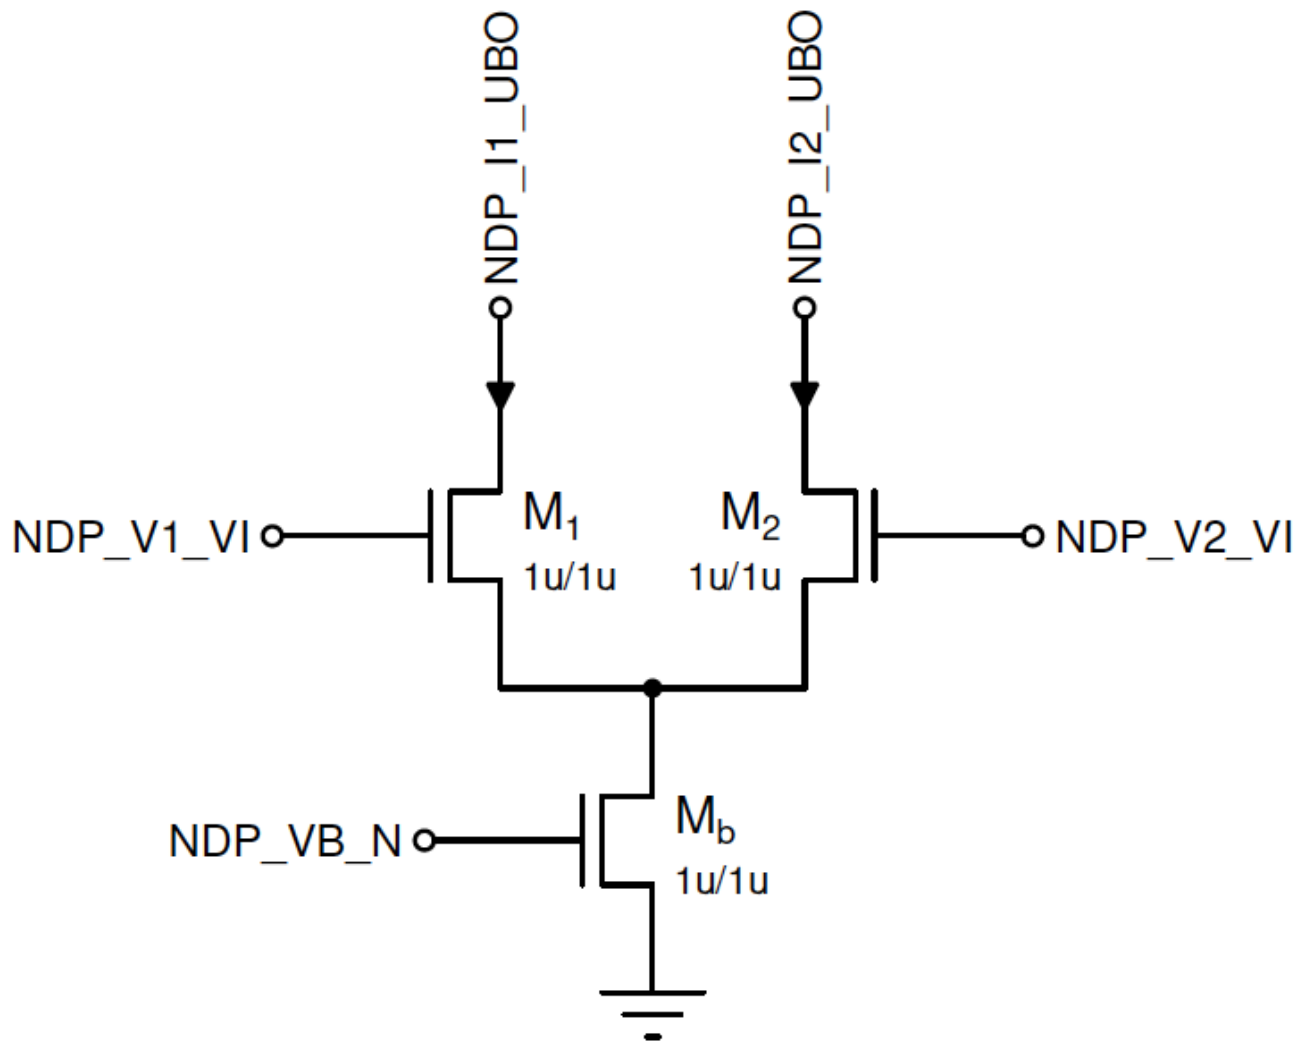 NDP_I1_UBO
NDP_I2_UBO
NDP_V1_VI
M1
1u/1u
M2
1u/1u
NDP_V2_VI
NDP_VB_N
Mb
1u/1u